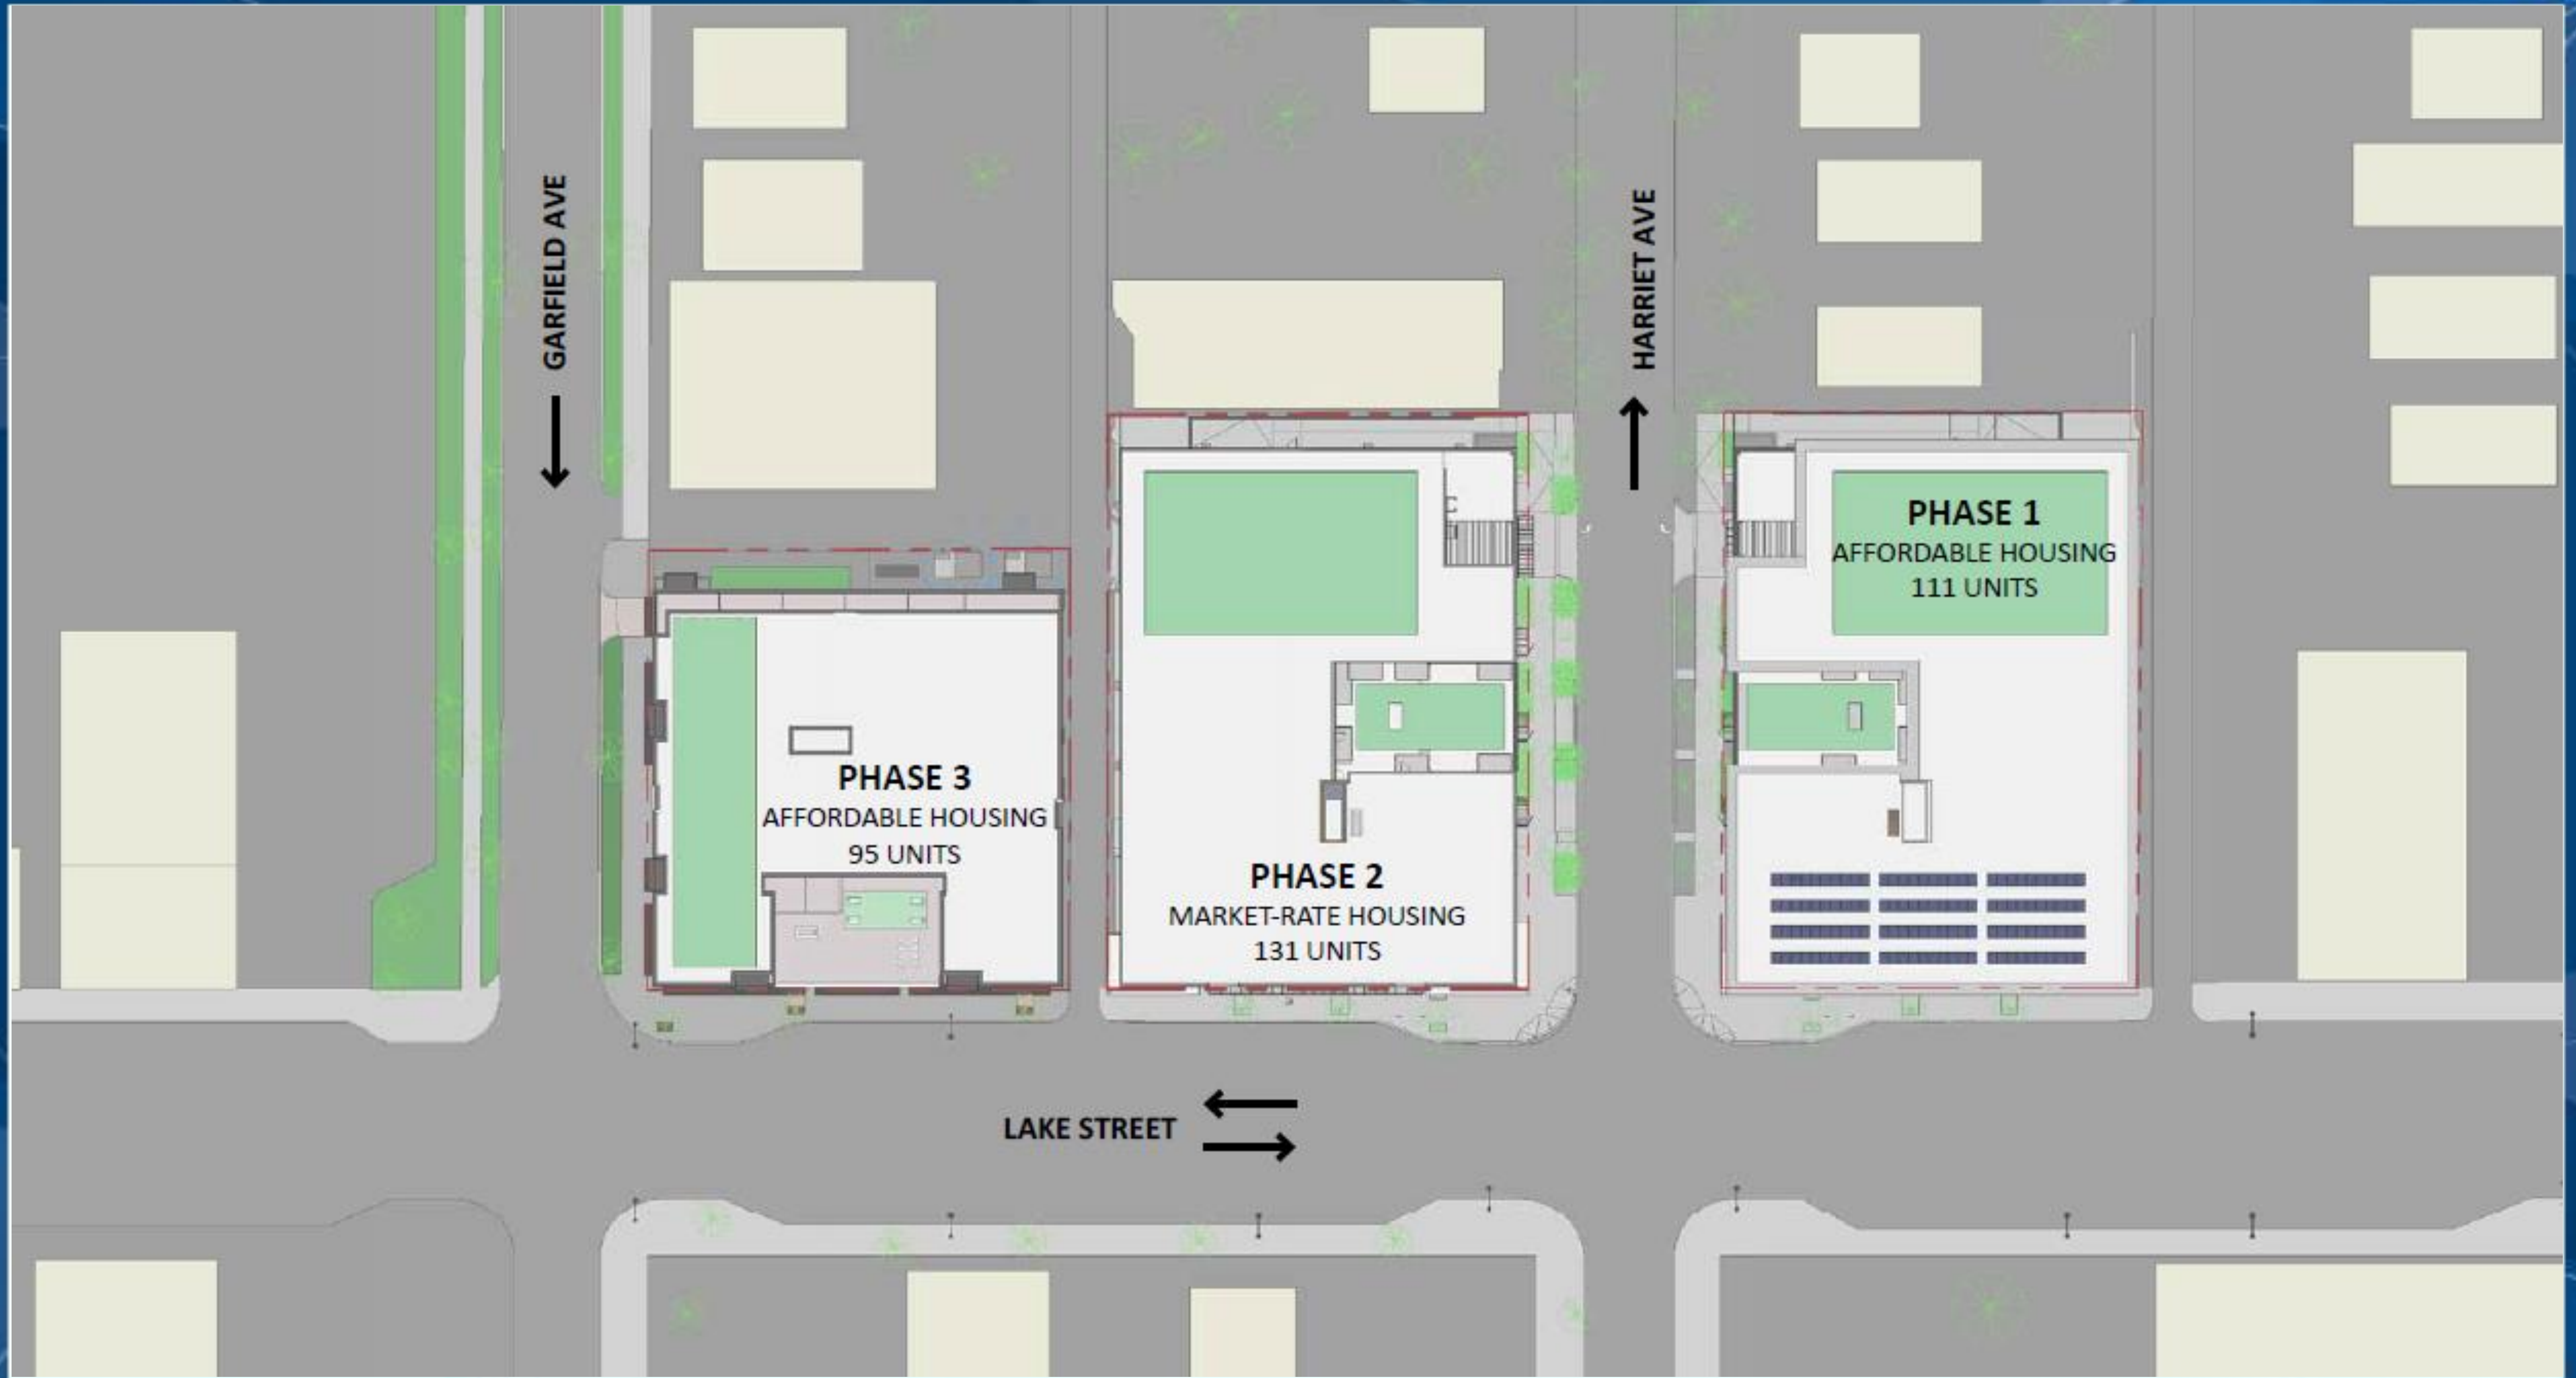 GARFIELD AVE
HARRIET AVE
PHASE 1
AFFORDABLE HOUSING
111 UNITS
PHASE 3
AFFORDABLE HOUSING
95 UNITS
PHASE 2
MARKET-RATE HOUSING
131 UNITS
LAKE STREET